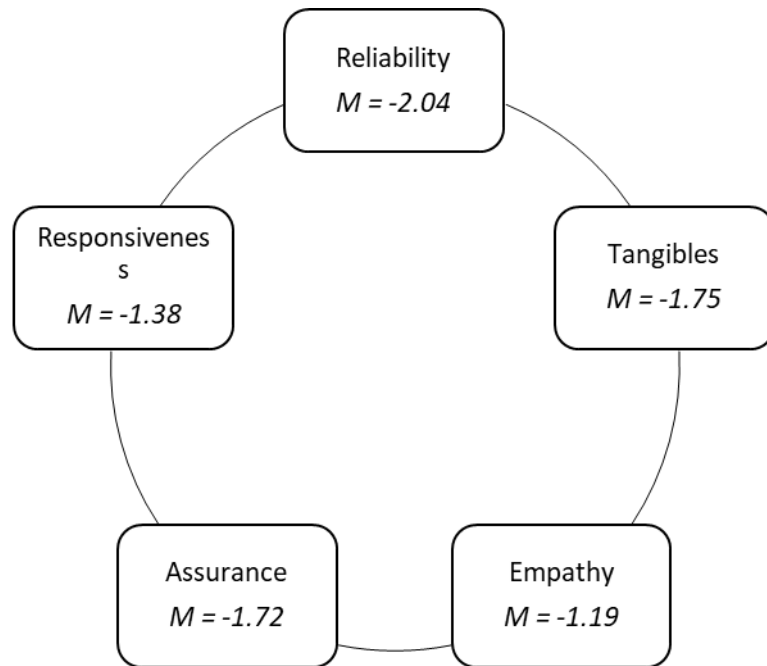 Reliability
M = -2.04
Responsivenes
s
M = -1.38
Tangibles
M = -1.75
Assurance
M = -1.72
Empathy
M = -1.19